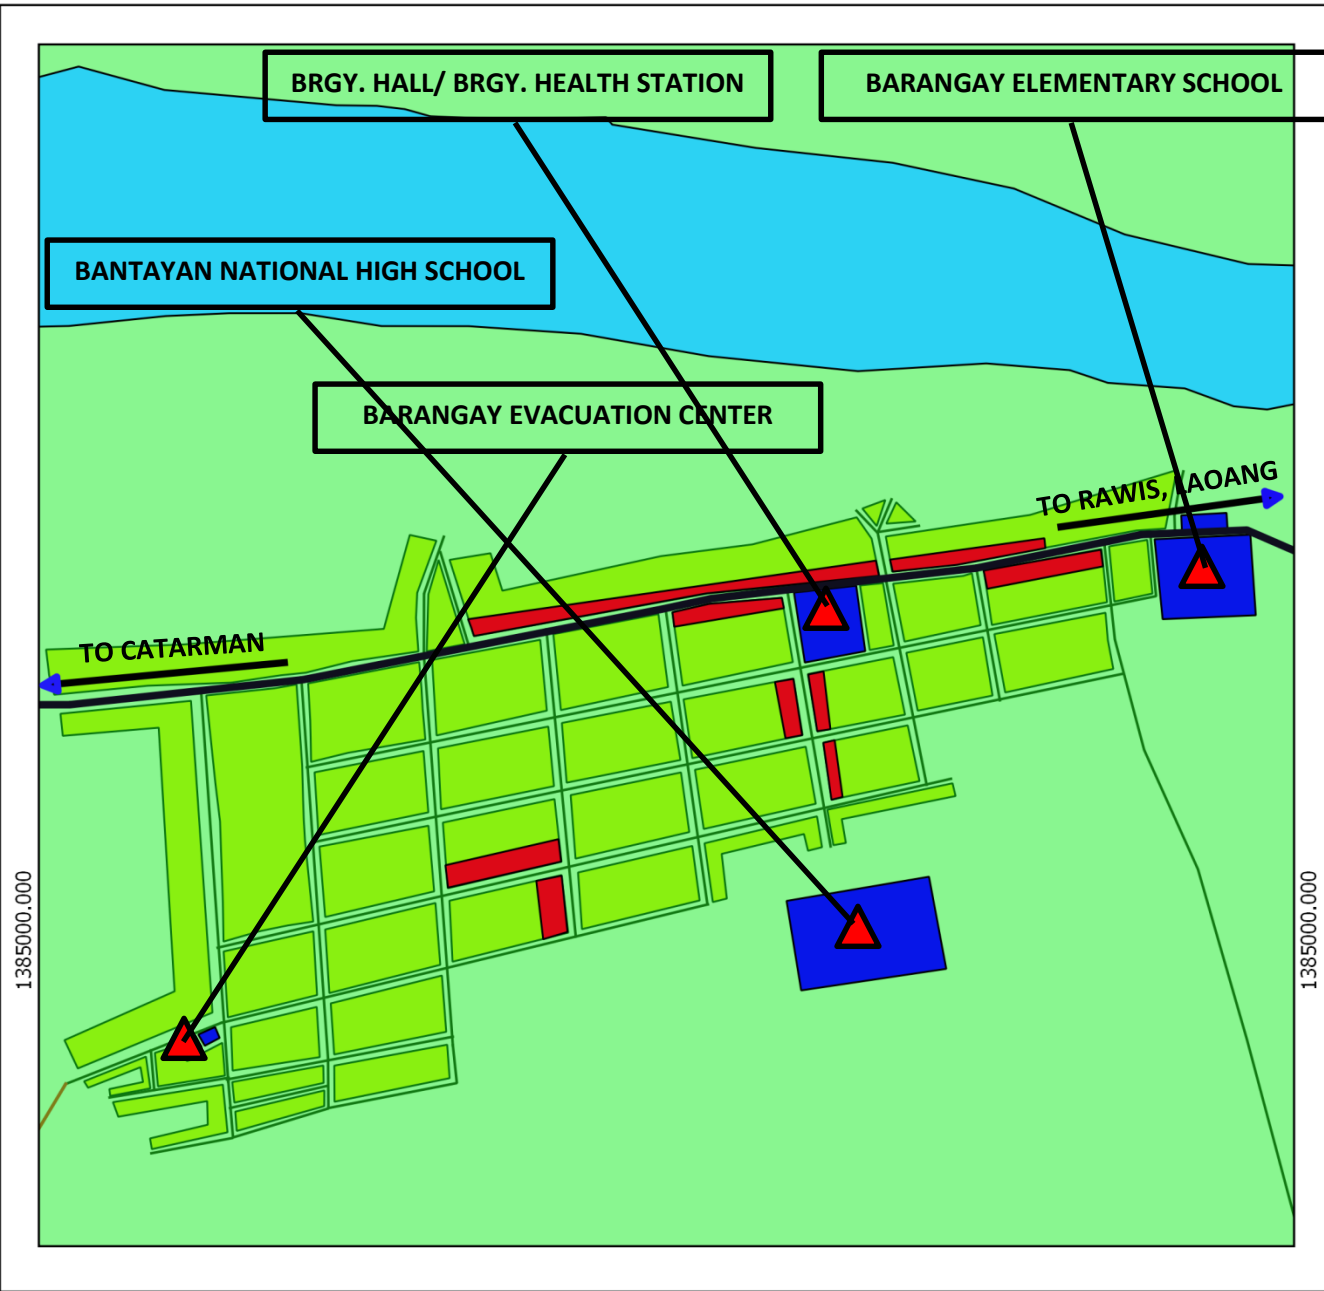 BRGY. HALL/ BRGY. HEALTH STATION
BARANGAY ELEMENTARY SCHOOL
BANTAYAN NATIONAL HIGH SCHOOL
BARANGAY EVACUATION CENTER
TO RAWIS, LAOANG
TO CATARMAN
1385000.000
1385000.000